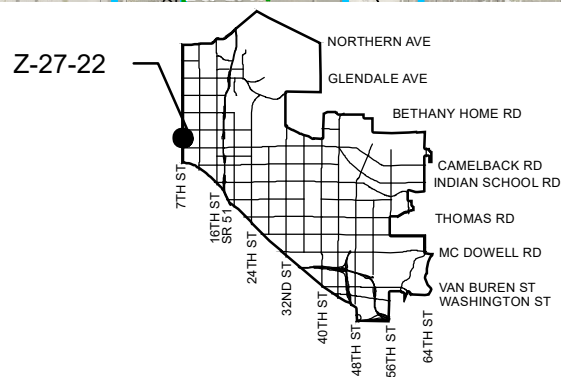 Z-27-22
NORTHERN AVE
GLENDALE AVE
BETHANY HOME RD
CAMELBACK RD
INDIAN SCHOOL RD
THOMAS RD
MC DOWELL RD
VAN BUREN ST
WASHINGTON ST
7TH ST
16TH ST
SR 51
24TH ST
32ND ST
40TH ST
48TH ST
56TH ST
64TH ST